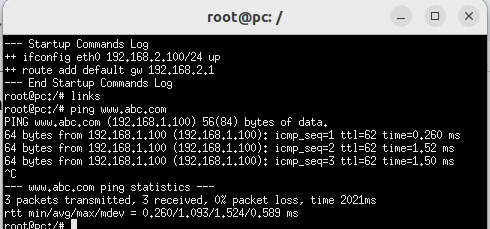 root@pc: /
--- Startup Commands Log
++ ifconfig eth0 192.168.2.100/24 up
++ route add default gw 192.168.2.1
--- End Startup Commands Log
root@pc:/# links
root@pc:/# ping www.abc.com
PING www.abc.com (192.168.1.100) 56(84) bytes of data.
64 bytes from 192.168.1.100 (192.168.1.100): icmp_seq=1 ttl=62 time=0.260 ms
64 bytes from 192.168.1.100 (192.168.1.100): icmp_seq=2 ttl=62 time=1.52 ms
64 bytes from 192.168.1.100 (192.168.1.100): icmp_seq=3 ttl=62 time=1.50 ms
^C
--- www.abc.com ping statistics ---
3 packets transmitted, 3 received, 0% packet loss, time 2021ms
rtt min/avg/max/mdev = 0.260/1.093/1.524/0.589 ms
root@pc:/#